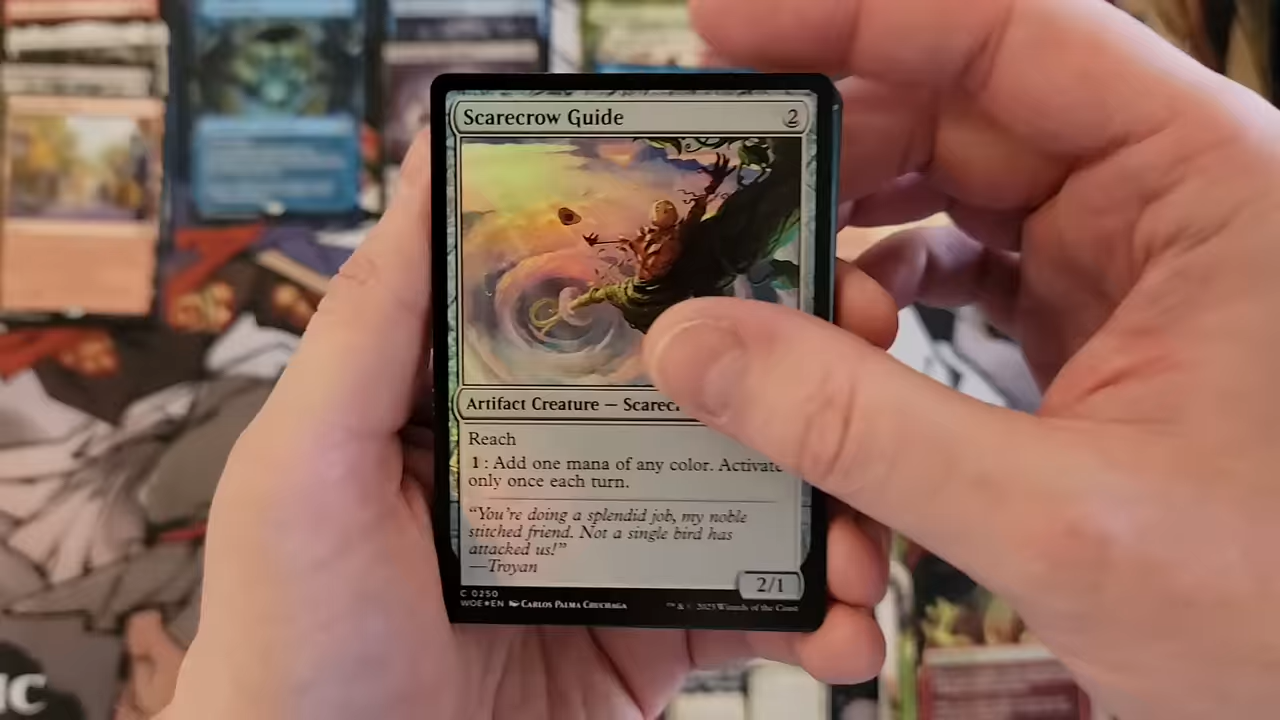 Scarecrow Guide 2
Artifact Creature — Scarec
Reach
1 : Add one mana of any color. Activate
only once each turn.
"You're doing a splendid job, my noble
stitched friend. Not a single bird has
attacked us!"
—Troyan
2/1
C 0250
WOE★EN Carlos Palma Cruchaga ™ & © 2023 Wizards of the Coast
IC